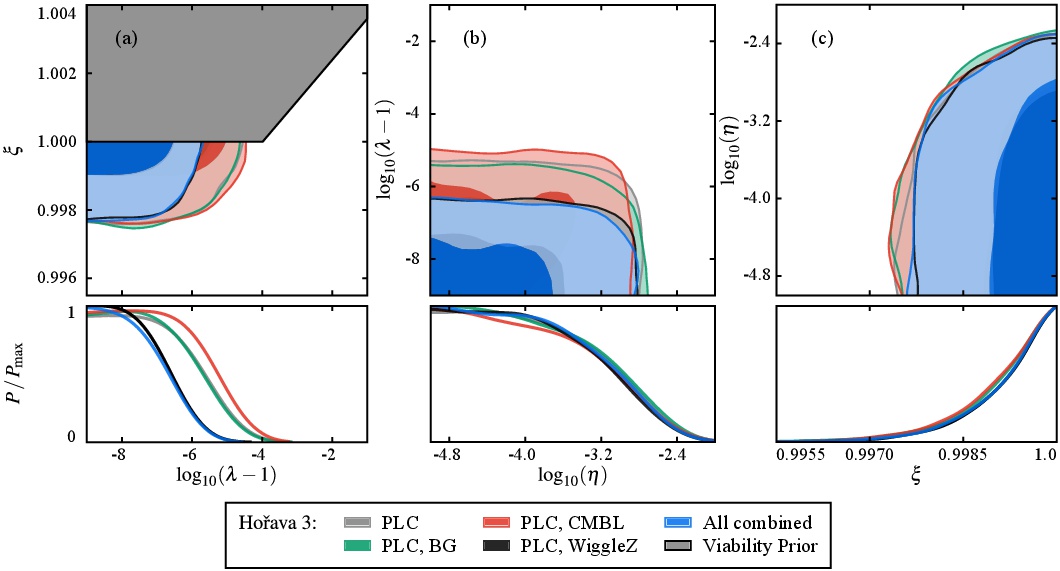 1.004
1.002
1.000
0.998
0.996
ξ
(a)
-2
-4
-6
-8
log10(λ − 1)
(b)
-2.4
-3.2
-4.0
-4.8
log10(η)
(c)
1
0
P / Pmax
-8 -6 -4 -2
log10(λ − 1)
-4.8 -4.0 -3.2 -2.4
log10(η)
0.9955 0.9970 0.9985 1.0
ξ
Hořava 3: PLC PLC, CMBL All combined
PLC, BG PLC, WiggleZ Viability Prior